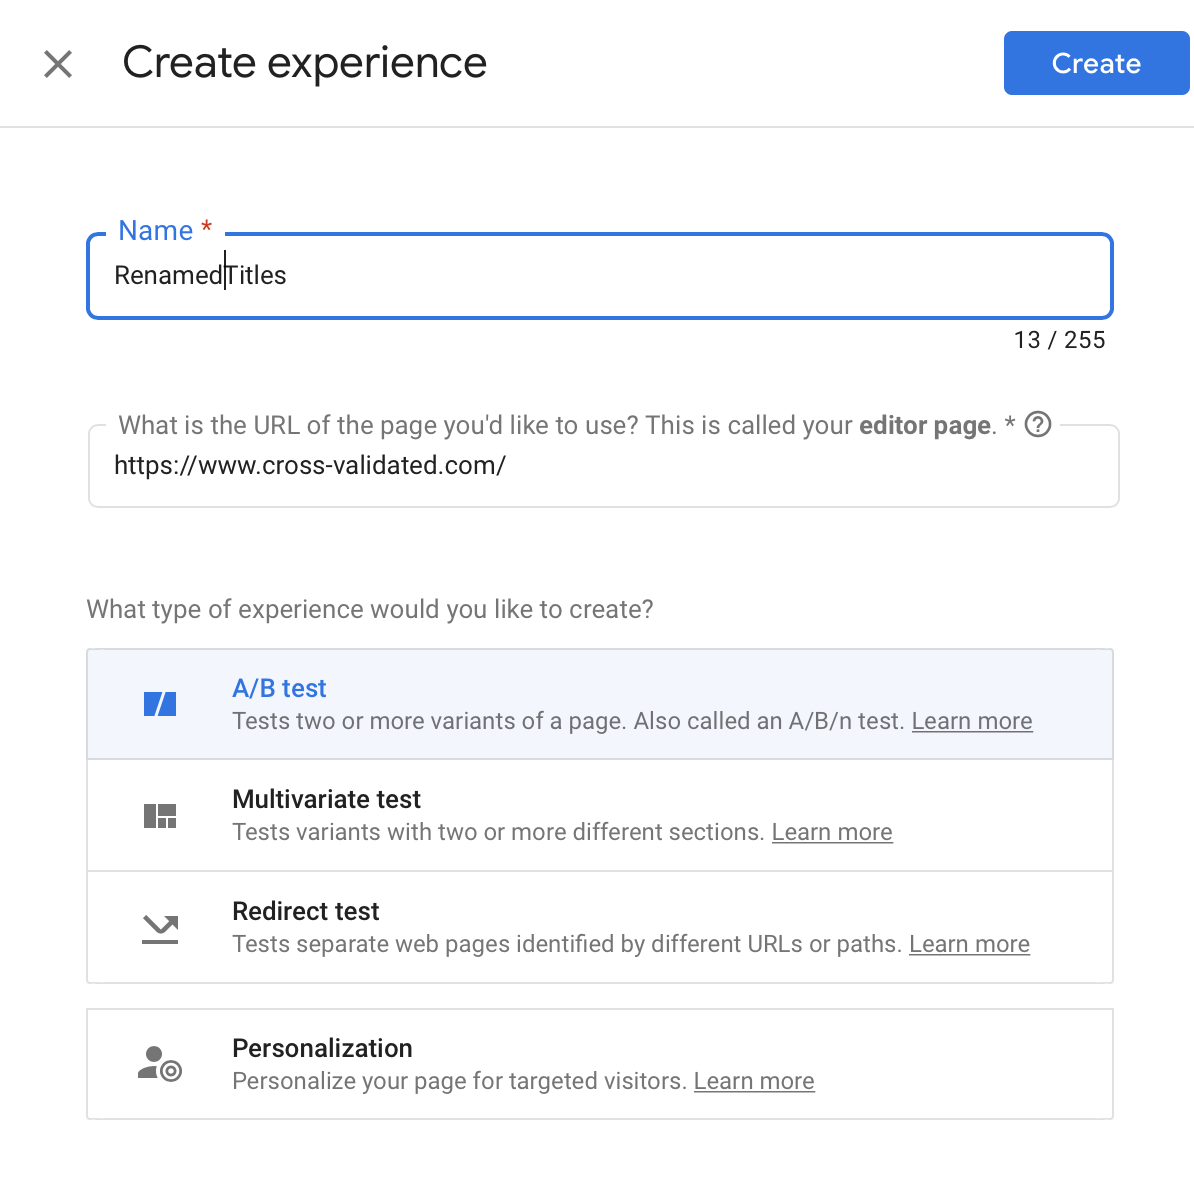 Create experience
Create
Name *
RenamedTitles
13 / 255
What is the URL of the page you'd like to use? This is called your editor page. *
https://www.cross-validated.com/
What type of experience would you like to create?
A/B test
Tests two or more variants of a page. Also called an A/B/n test. Learn more
Multivariate test
Tests variants with two or more different sections. Learn more
Redirect test
Tests separate web pages identified by different URLs or paths. Learn more
Personalization
Personalize your page for targeted visitors. Learn more